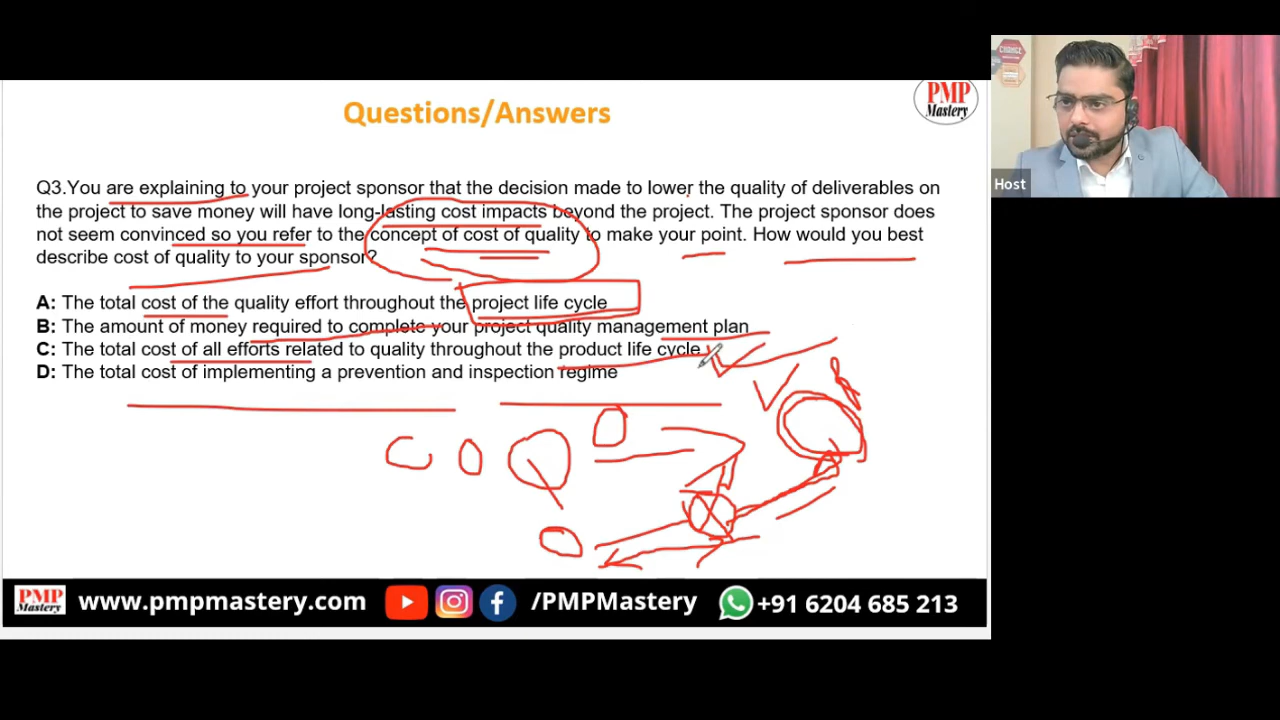 Questions/Answers
PMP
Mastery
CHANGE
Q3.You are explaining to your project sponsor that the decision made to lower the quality of deliverables on
the project to save money will have long-lasting cost impacts beyond the project. The project sponsor does
not seem convinced so you refer to the concept of cost of quality to make your point. How would you best
describe cost of quality to your sponsor?
A: The total cost of the quality effort throughout the project life cycle
B: The amount of money required to complete your project quality management plan
C: The total cost of all efforts related to quality throughout the product life cycle
D: The total cost of implementing a prevention and inspection regime
COQ
Host
PMP
Mastery
www.pmpmastery.com
/PMPMastery
+91 6204 685 213